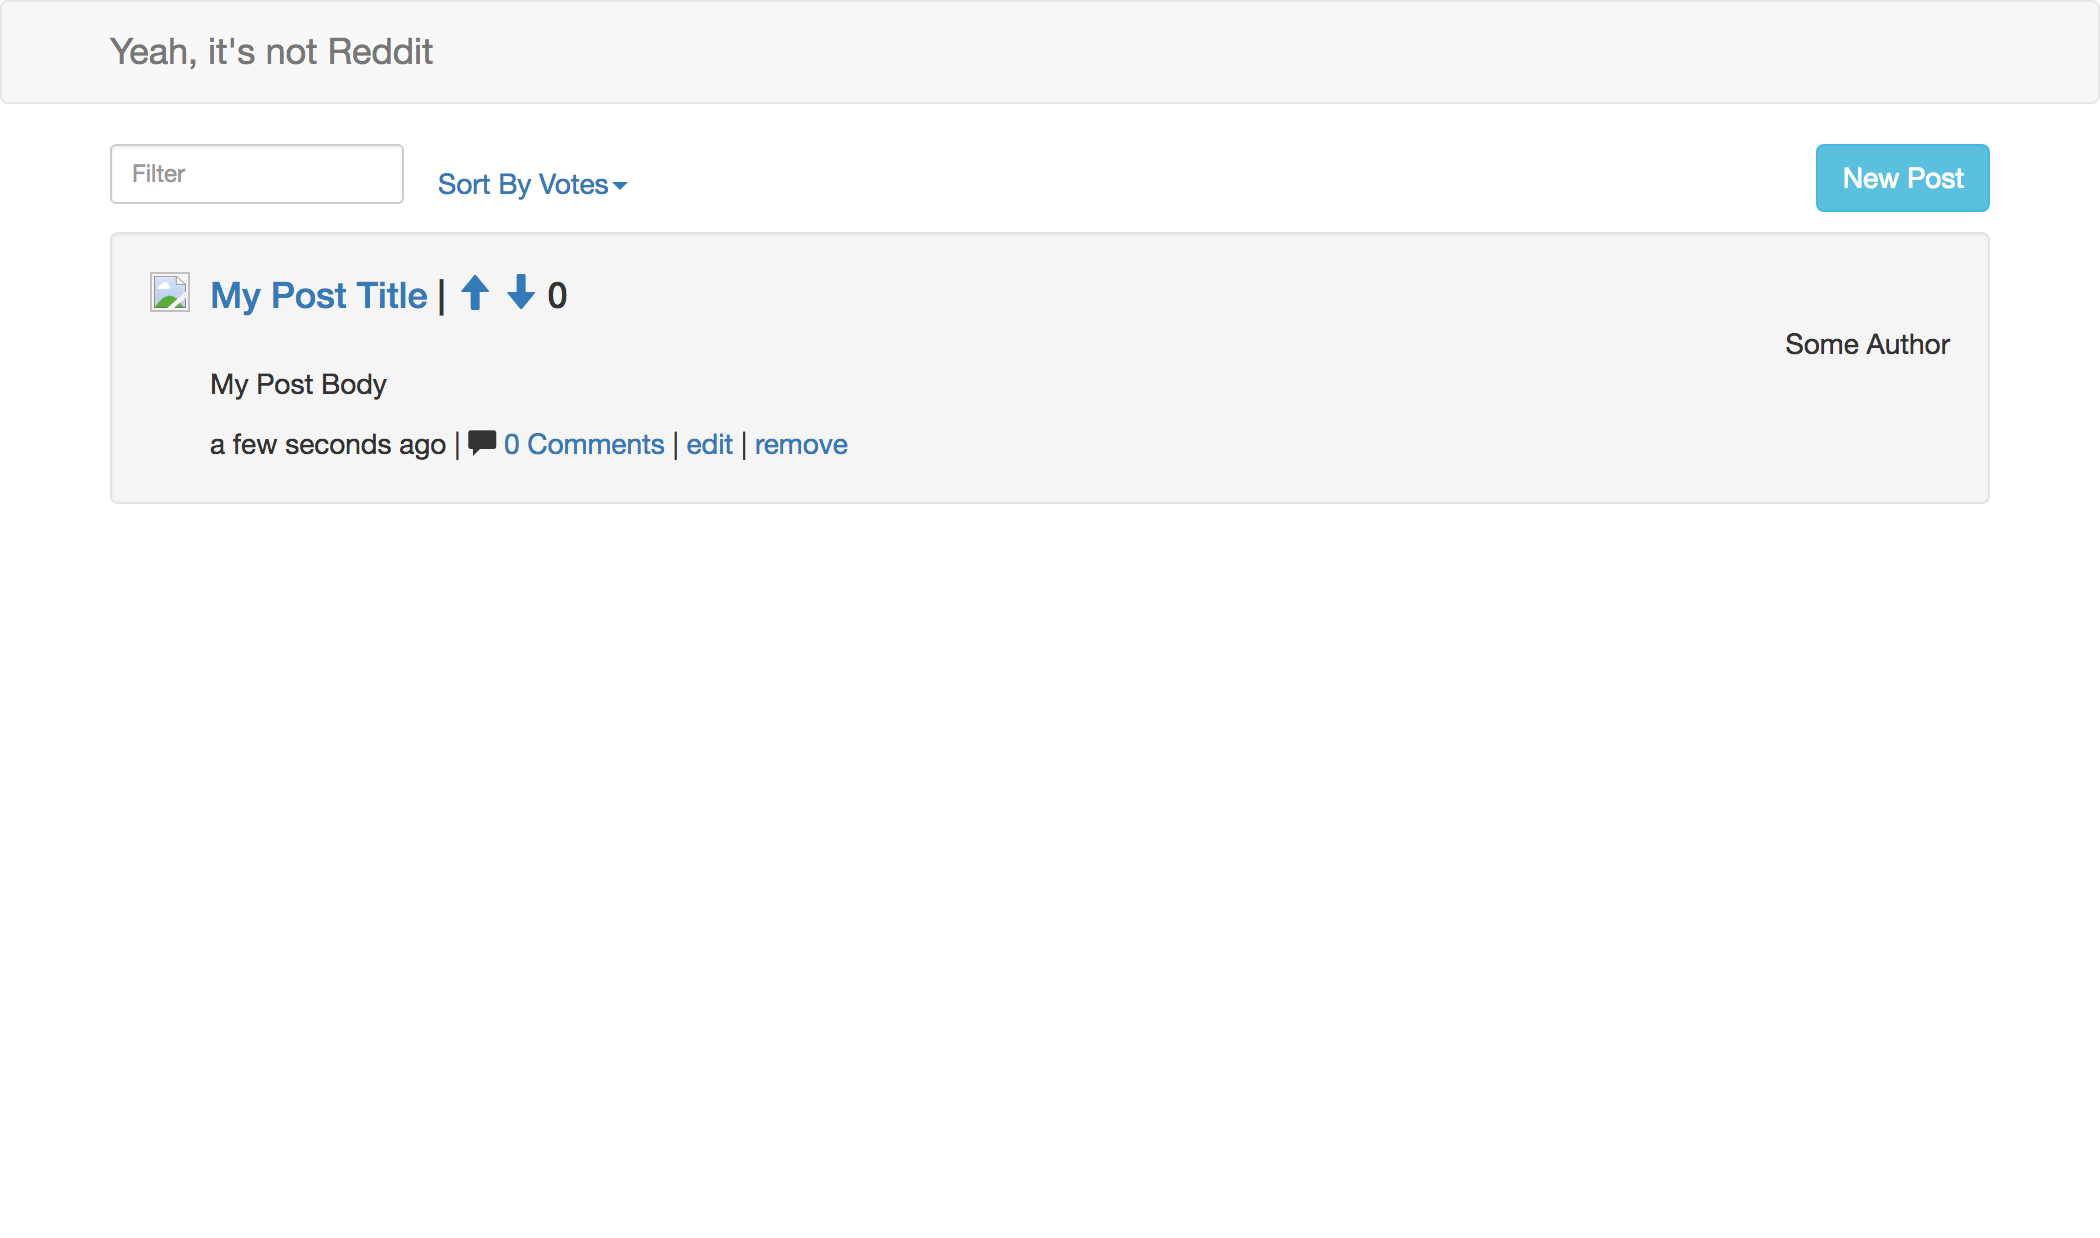 Yeah, it's not Reddit
Filter
Sort By Votes
New Post
My Post Title | 0
Some Author
My Post Body
a few seconds ago | 0 Comments | edit | remove